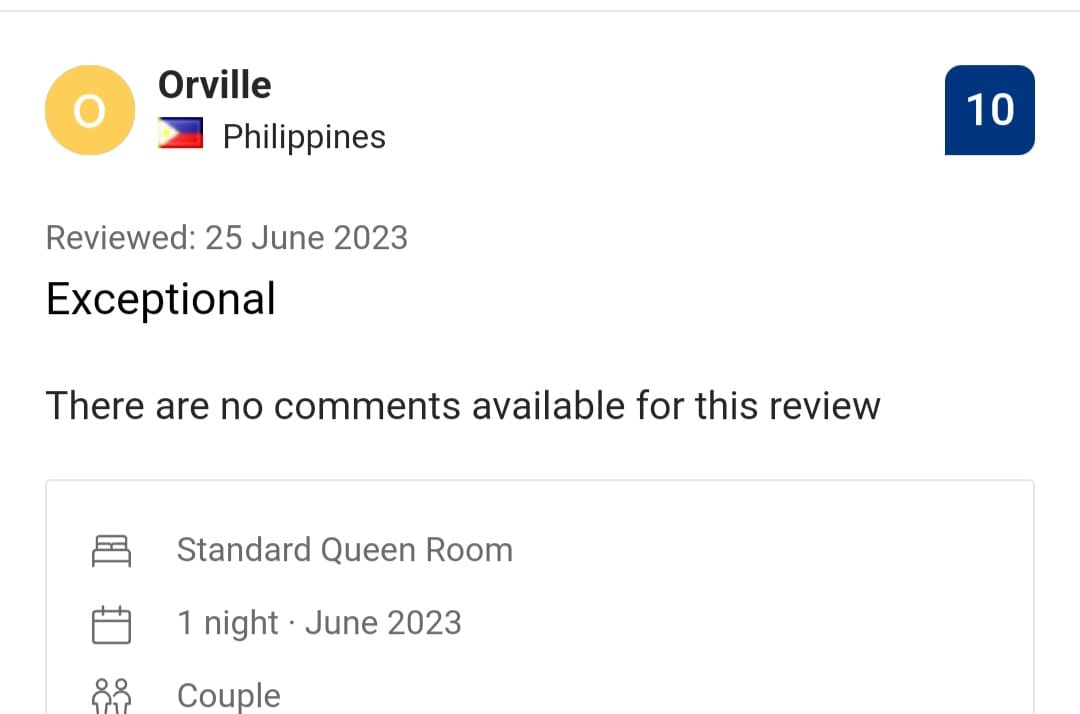 O
Orville
Philippines
10
Reviewed: 25 June 2023
Exceptional
There are no comments available for this review
Standard Queen Room
1 night · June 2023
Couple